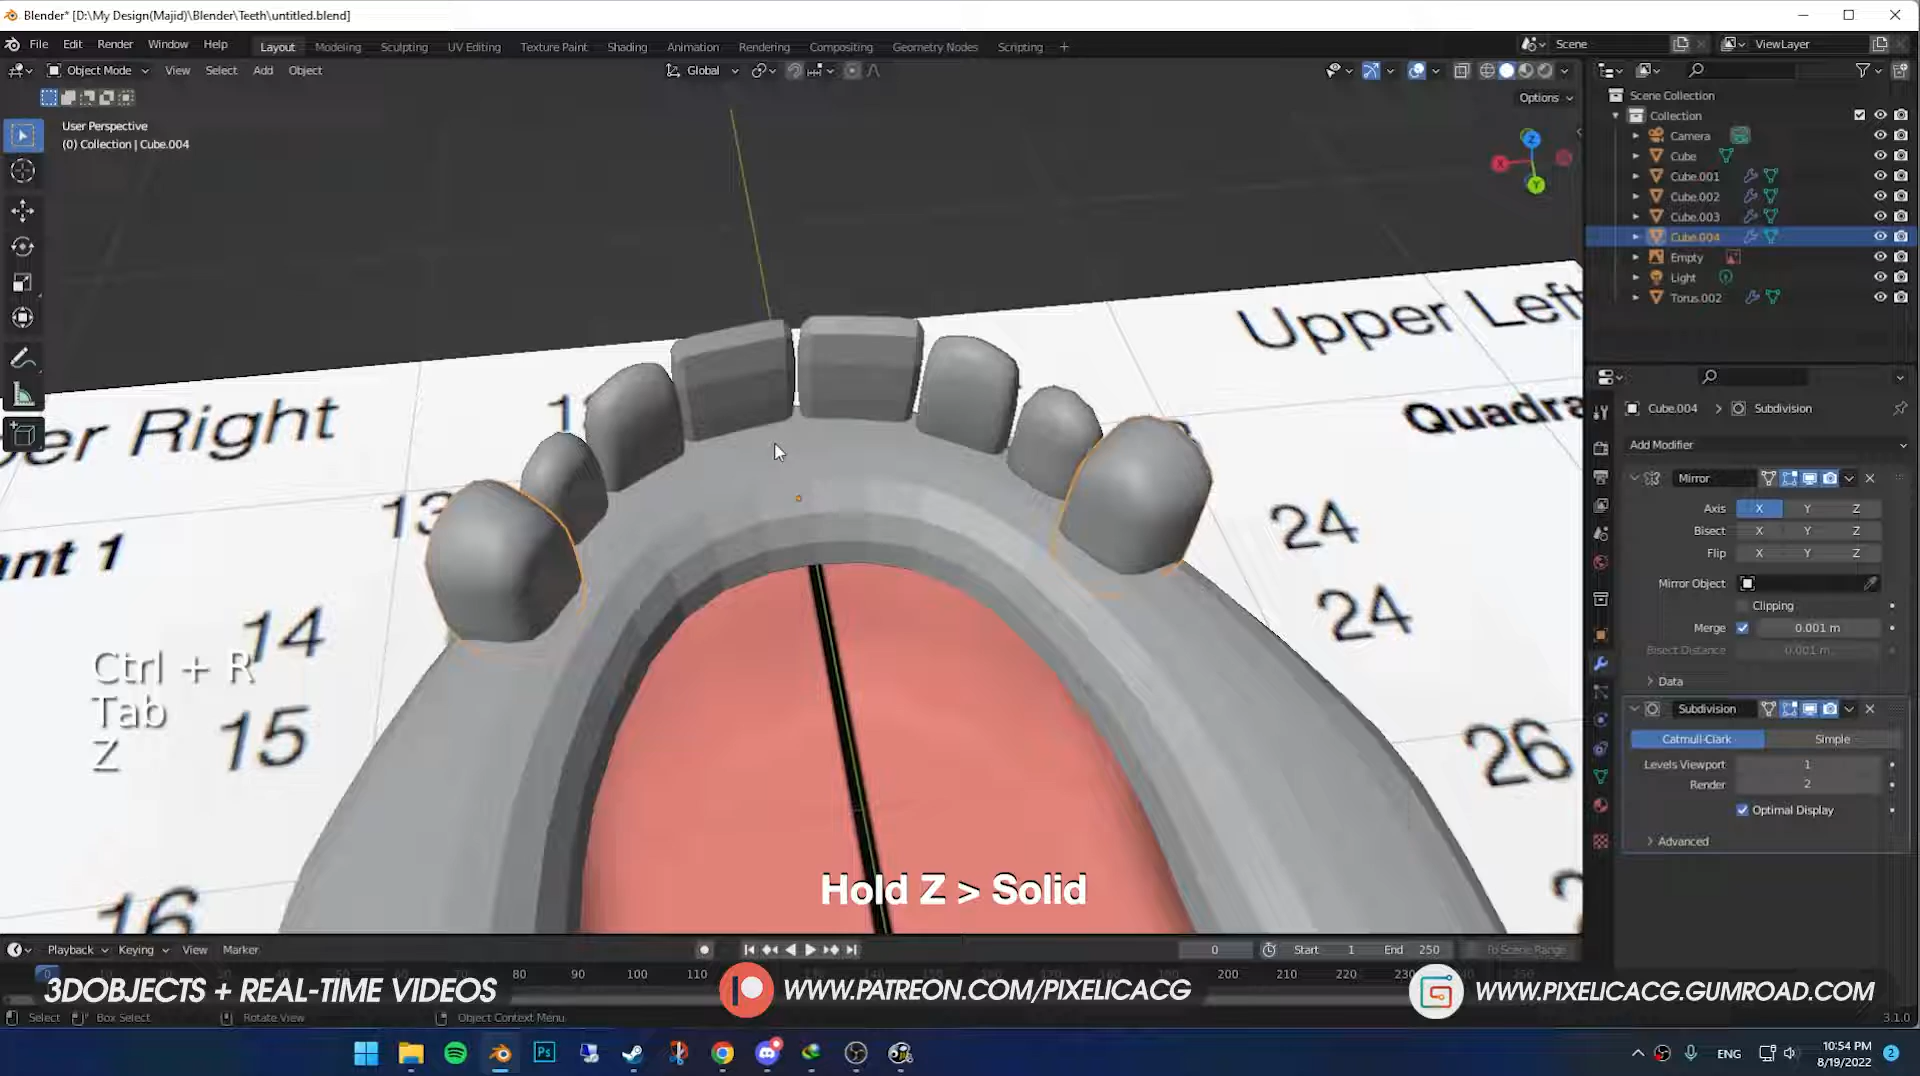 Blender* [D:\My Design(Majid)\Blender\Teeth\untitled.blend]
File Edit Render Window Help
Layout Modeling Sculpting UV Editing Texture Paint Shading Animation Rendering Compositing Geometry Nodes Scripting +
Scene
ViewLayer
Object Mode View Select Add Object
Global
Options
User Perspective
(0) Collection | Cube.004
Z
X
Y
Scene Collection
Collection
Camera
Cube
Cube.001
Cube.002
Cube.003
Cube.004
Empty
Light
Torus.002
Cube.004 > Subdivision
Add Modifier
Mirror
Axis X Y Z
Bisect X Y Z
Flip X Y Z
Mirror Object
Clipping
Merge 0.001 m
Bisect Distance 0.001 m
Data
Subdivision
Catmull-Clark Simple
Levels Viewport 1
Render 2
Optimal Display
Advanced
Upper Left
er Right
Quadra
ant 1
13
14
15
16
24
24
26
Ctrl + R
Tab
Z
Hold Z > Solid
Playback Keying View Marker
0 Start 1 End 250
To Scene Range
0 80 90 100 110 200 210 220 230
3DOBJECTS + REAL-TIME VIDEOS
WWW.PATREON.COM/PIXELICACG
WWW.PIXELICACG.GUMROAD.COM
Select Box Select Rotate View Object Context Menu
3.1.0
Ps
ENG
10:54 PM
8/19/2022
2